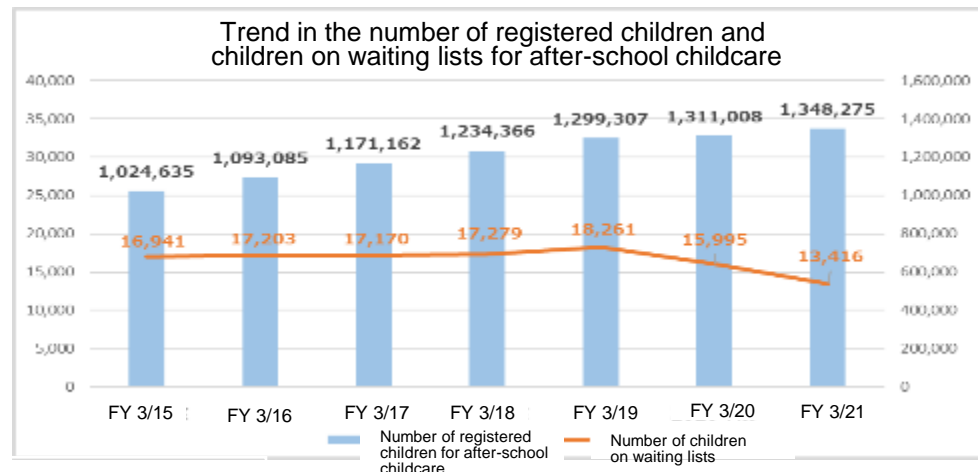 Trend in the number of registered children and
children on waiting lists for after-school childcare
40,000
35,000
30,000
25,000
20,000
15,000
10,000
5,000
0
1,600,000
1,400,000
1,200,000
1,000,000
800,000
600,000
400,000
200,000
0
1,024,635
1,093,085
1,171,162
1,234,366
1,299,307
1,311,008
1,348,275
16,941
17,203
17,170
17,279
18,261
15,995
13,416
FY 3/15
FY 3/16
FY 3/17
FY 3/18
FY 3/19
FY 3/20
FY 3/21
Number of registered
children for after-school
childcare
Number of children
on waiting lists